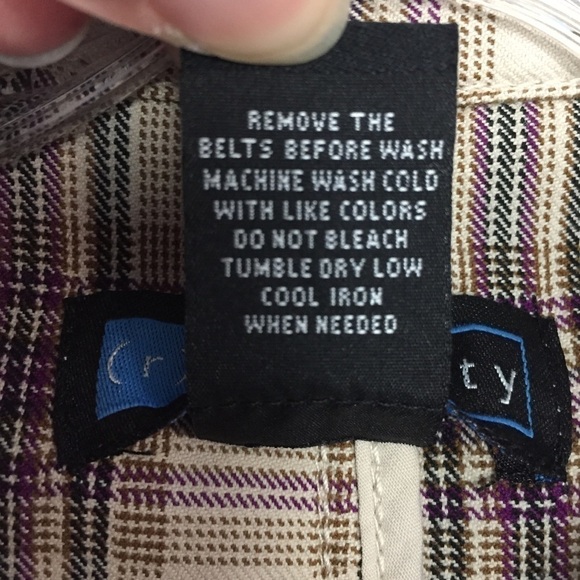 REMOVE THE
BELTS BEFORE WASH
MACHINE WASH COLD
WITH LIKE COLORS
DO NOT BLEACH
TUMBLE DRY LOW
COOL IRON
WHEN NEEDED